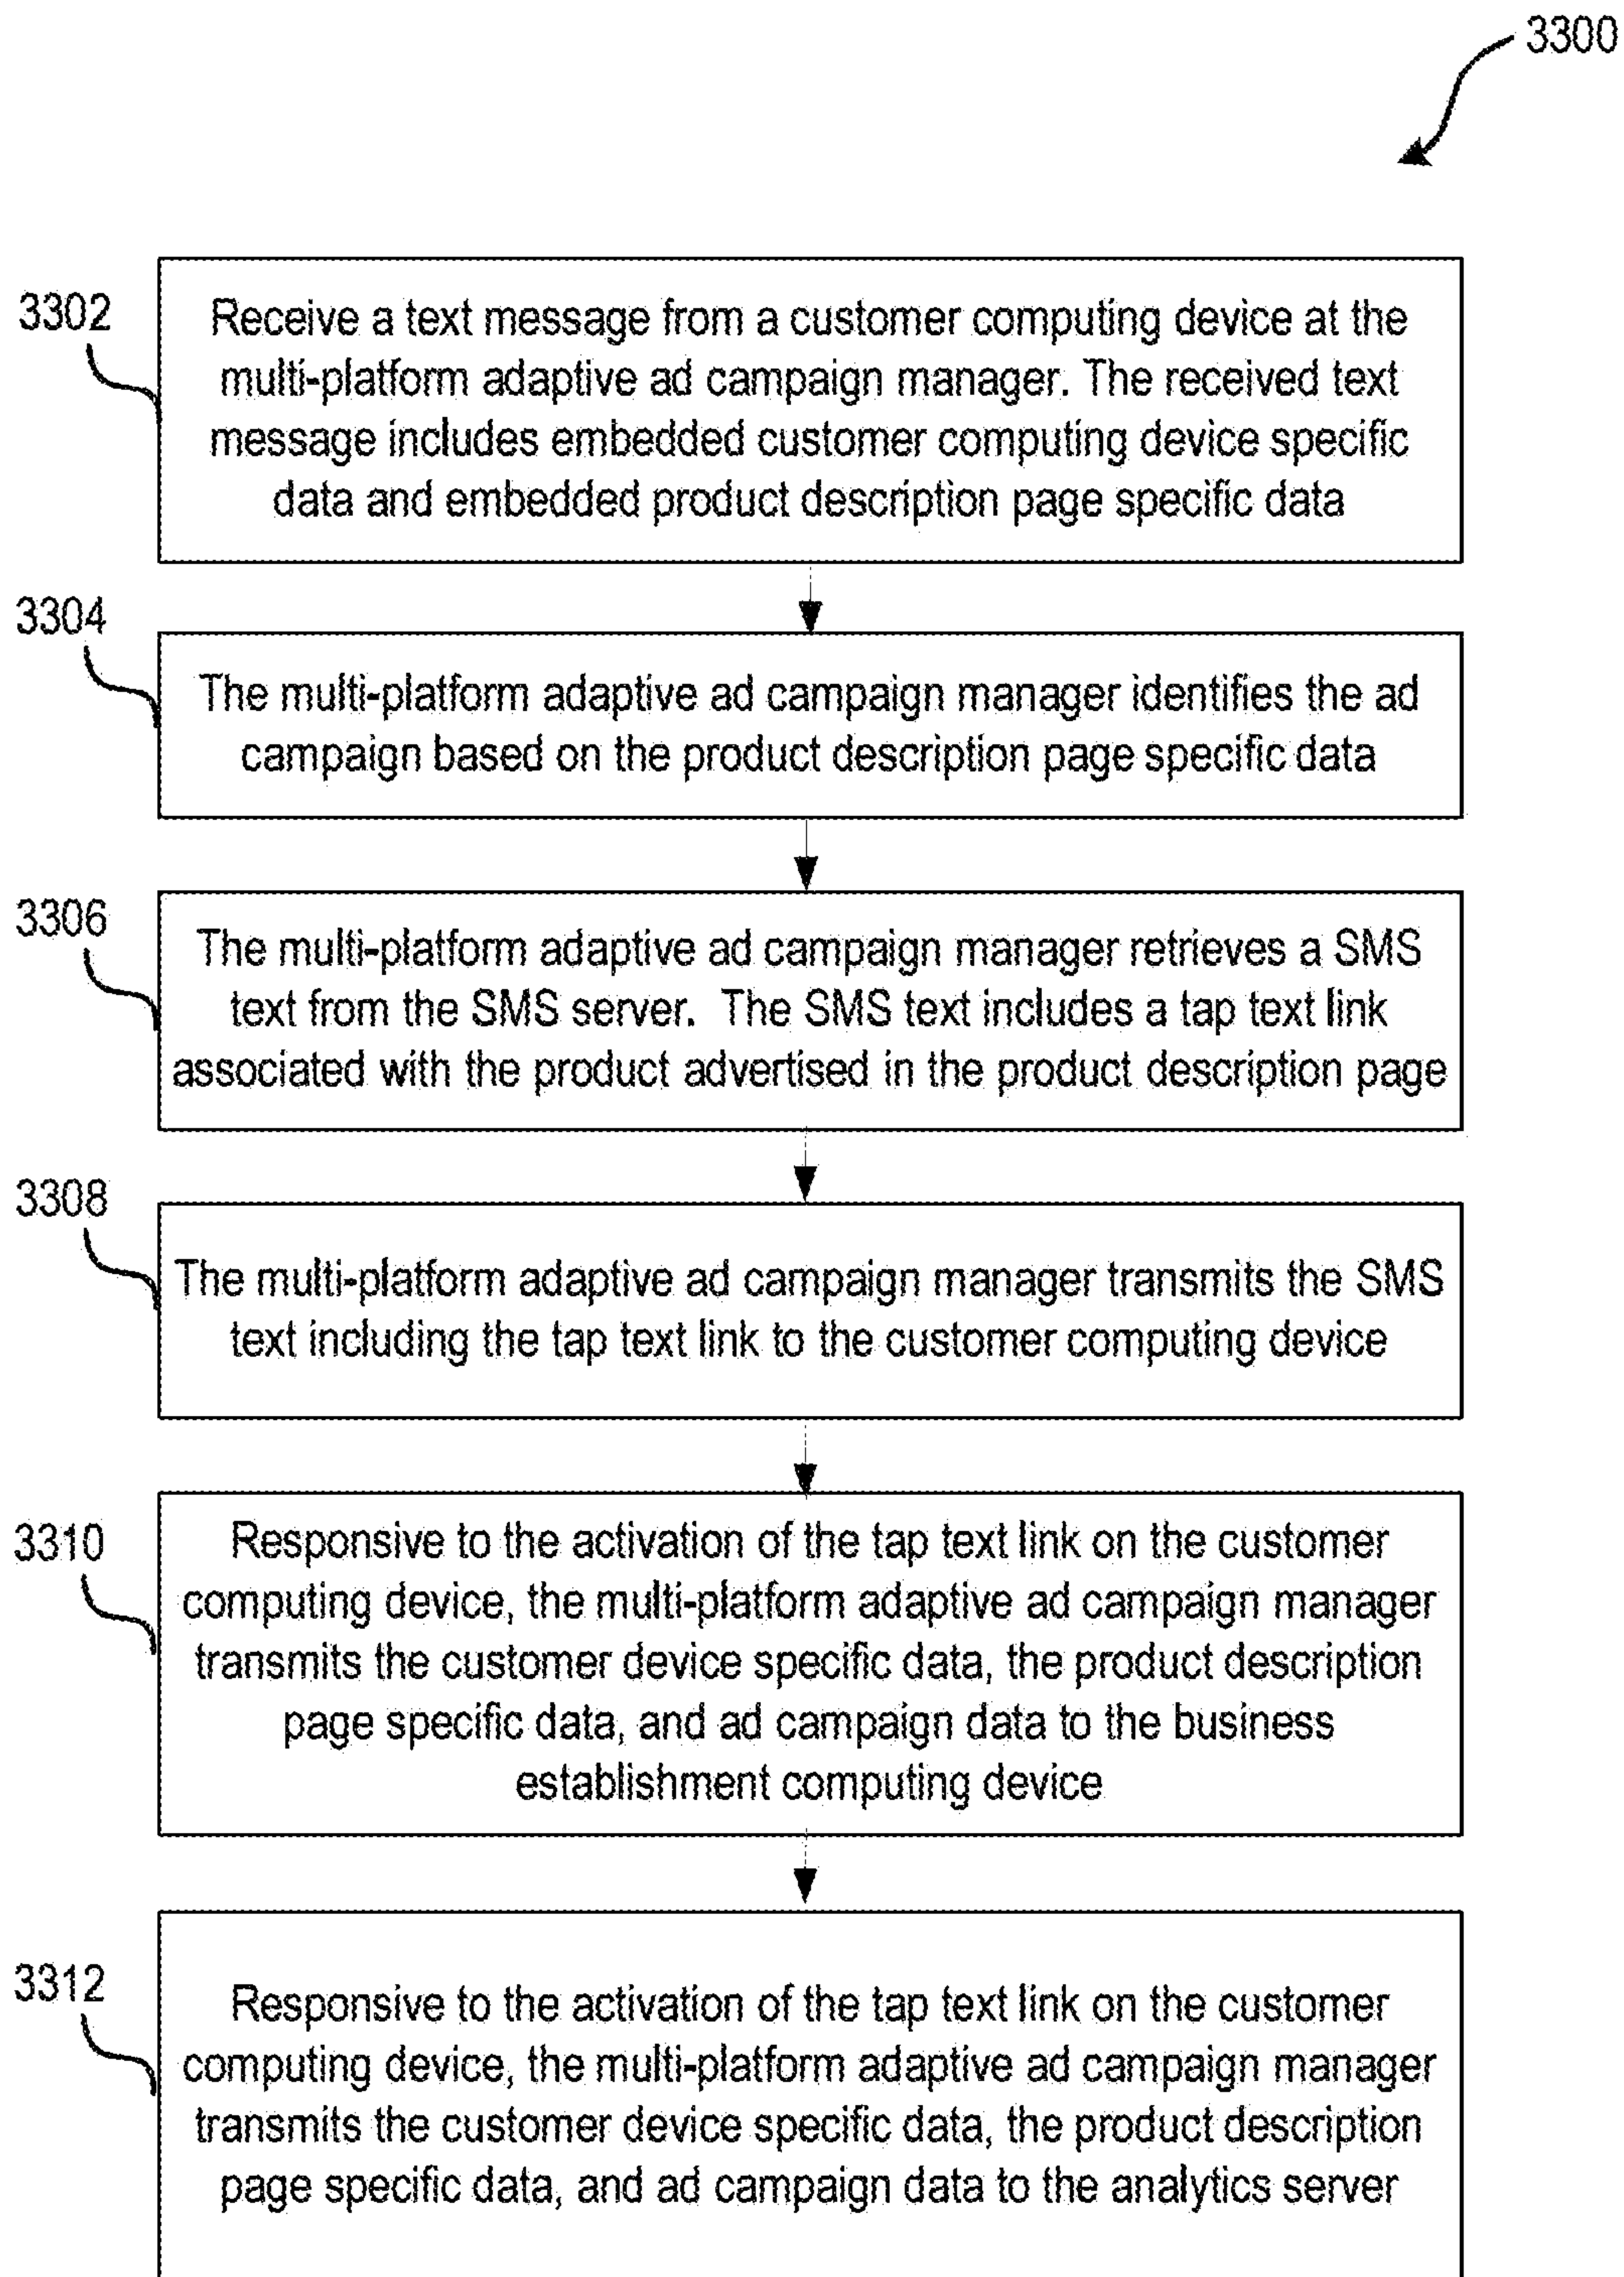 3300
3302
Receive a text message from a customer computing device at the
multi-platform adaptive ad campaign manager. The received text
message includes embedded customer computing device specific
data and embedded product description page specific data
3304
The multi-platform adaptive ad campaign manager identifies the ad
campaign based on the product description page specific data
3306
The multi-platform adaptive ad campaign manager retrieves a SMS
text from the SMS server. The SMS text includes a tap text link
associated with the product advertised in the product description page
3308
The multi-platform adaptive ad campaign manager transmits the SMS
text including the tap text link to the customer computing device
3310
Responsive to the activation of the tap text link on the customer
computing device, the multi-platform adaptive ad campaign manager
transmits the customer device specific data, the product description
page specific data, and ad campaign data to the business
establishment computing device
3312
Responsive to the activation of the tap text link on the customer
computing device, the multi-platform adaptive ad campaign manager
transmits the customer device specific data, the product description
page specific data, and ad campaign data to the analytics server